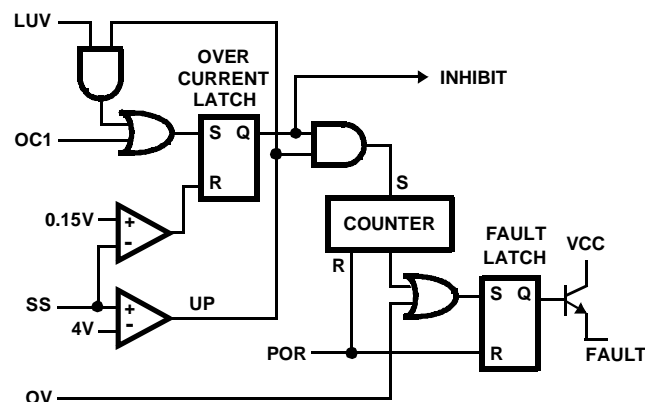 LUV
OVER
CURRENT
LATCH
INHIBIT
OC1
S Q
R
0.15V
+
-
S
COUNTER
R
FAULT
LATCH
VCC
SS
+
-
4V
UP
S Q
R
POR
FAULT
OV